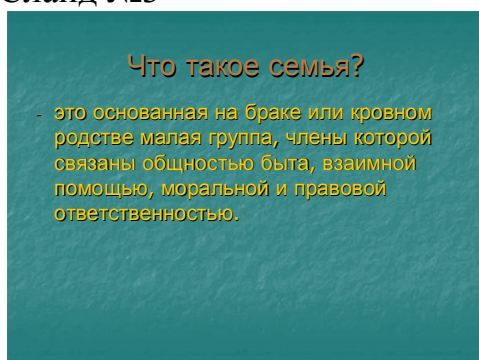 Что такое семья?
- это основанная на браке или кровном
родстве малая группа, члены которой
связаны общностью быта, взаимной
помощью, моральной и правовой
ответственностью.